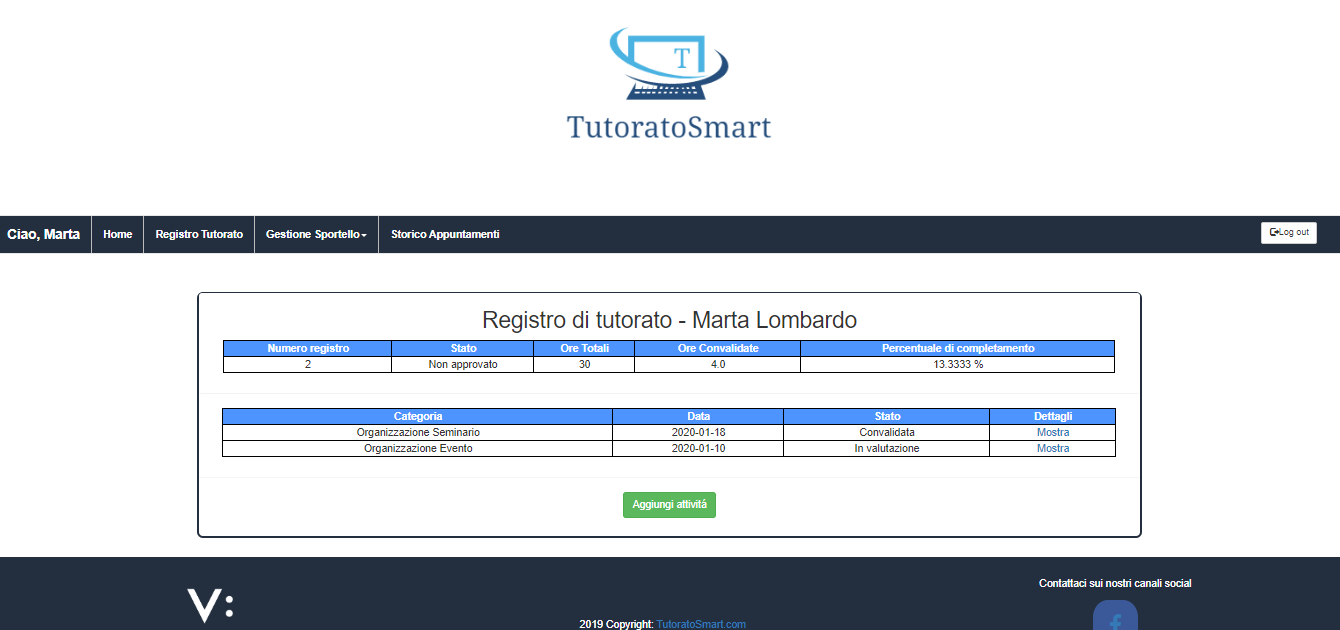 T
TutoratoSmart
Ciao, Marta Home Registro Tutorato Gestione Sportello Storico Appuntamenti Log out
Registro di tutorato - Marta Lombardo
Numero registro Stato Ore Totali Ore Convalidate Percentuale di completamento
2 Non approvato 30 4.0 13.3333 %
Categoria Data Stato Dettagli
Organizzazione Seminario 2020-01-18 Convalidata Mostra
Organizzazione Evento 2020-01-10 In valutazione Mostra
Aggiungi attività
Contattaci sui nostri canali social
V:
2019 Copyright: TutoratoSmart.com